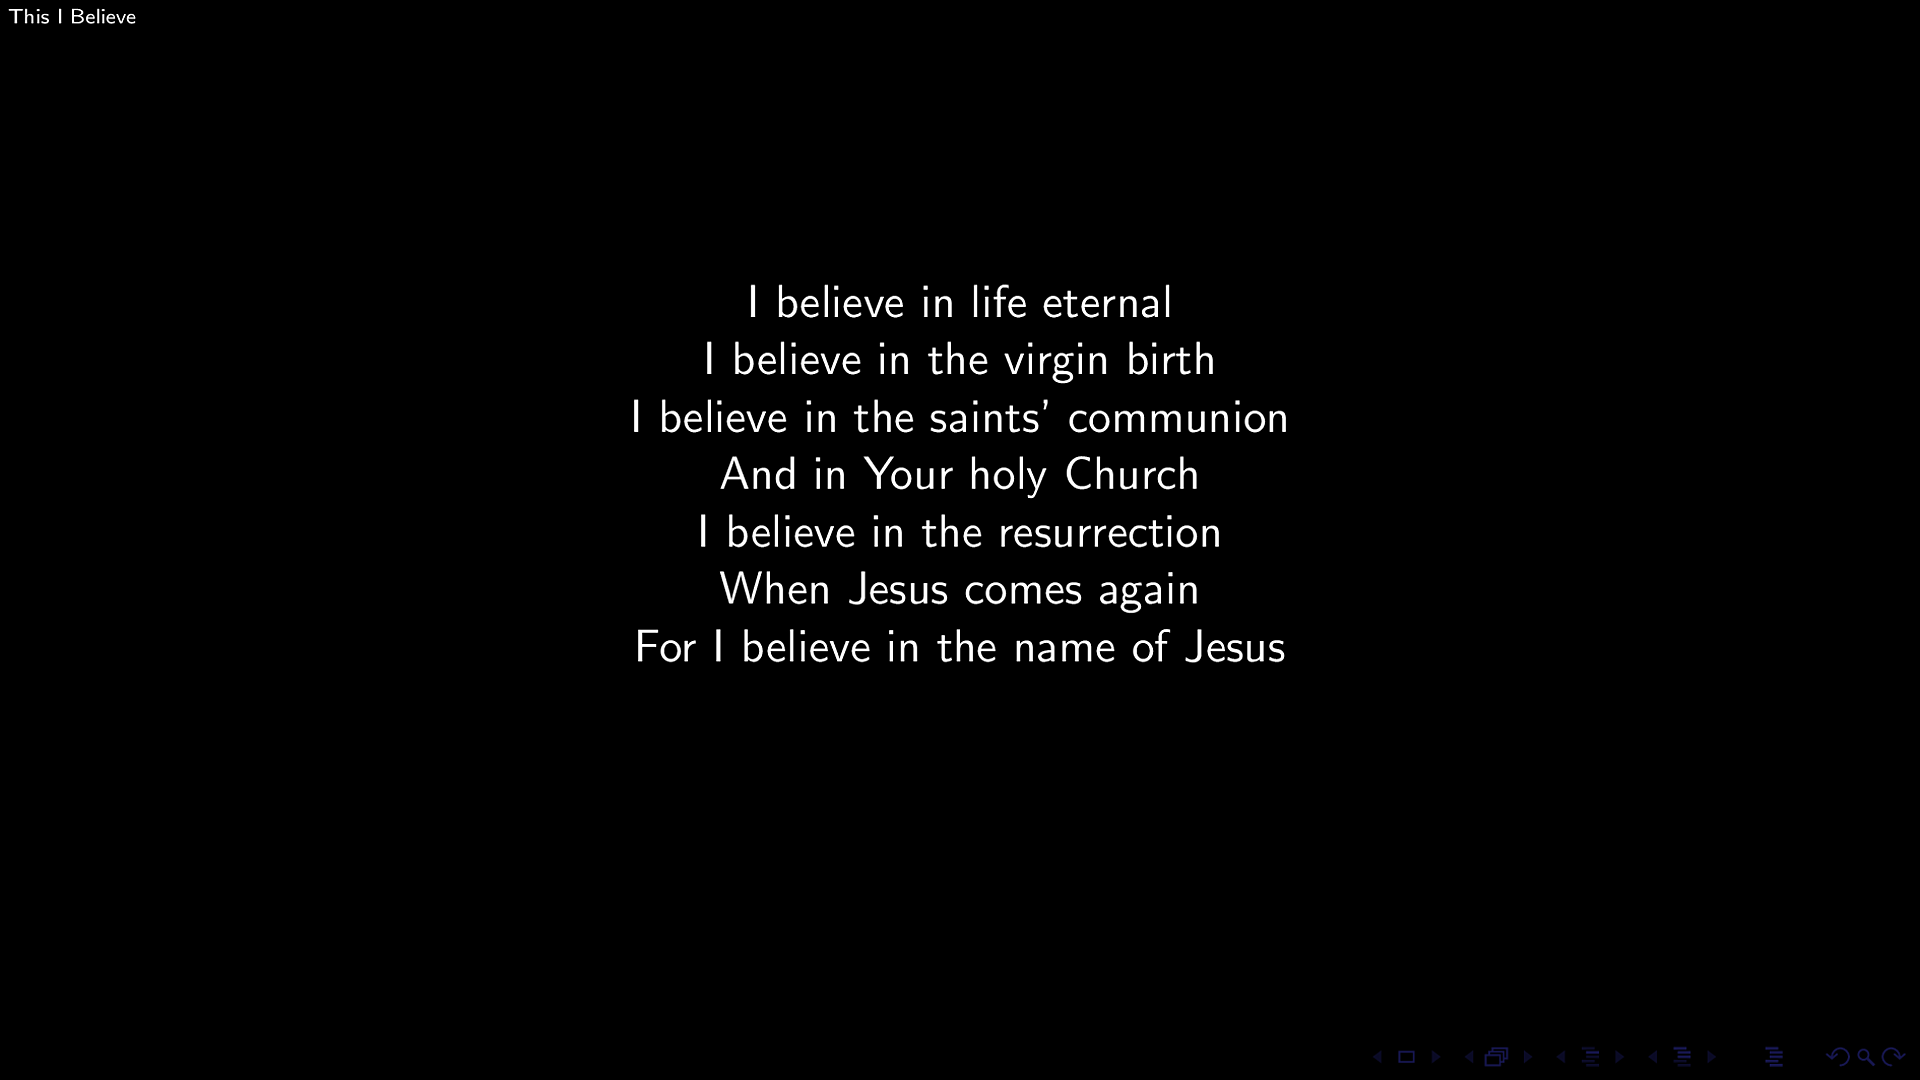 This I Believe
I believe in life eternal
I believe in the virgin birth
I believe in the saints’ communion
And in Your holy Church
I believe in the resurrection
When Jesus comes again
For I believe in the name of Jesus